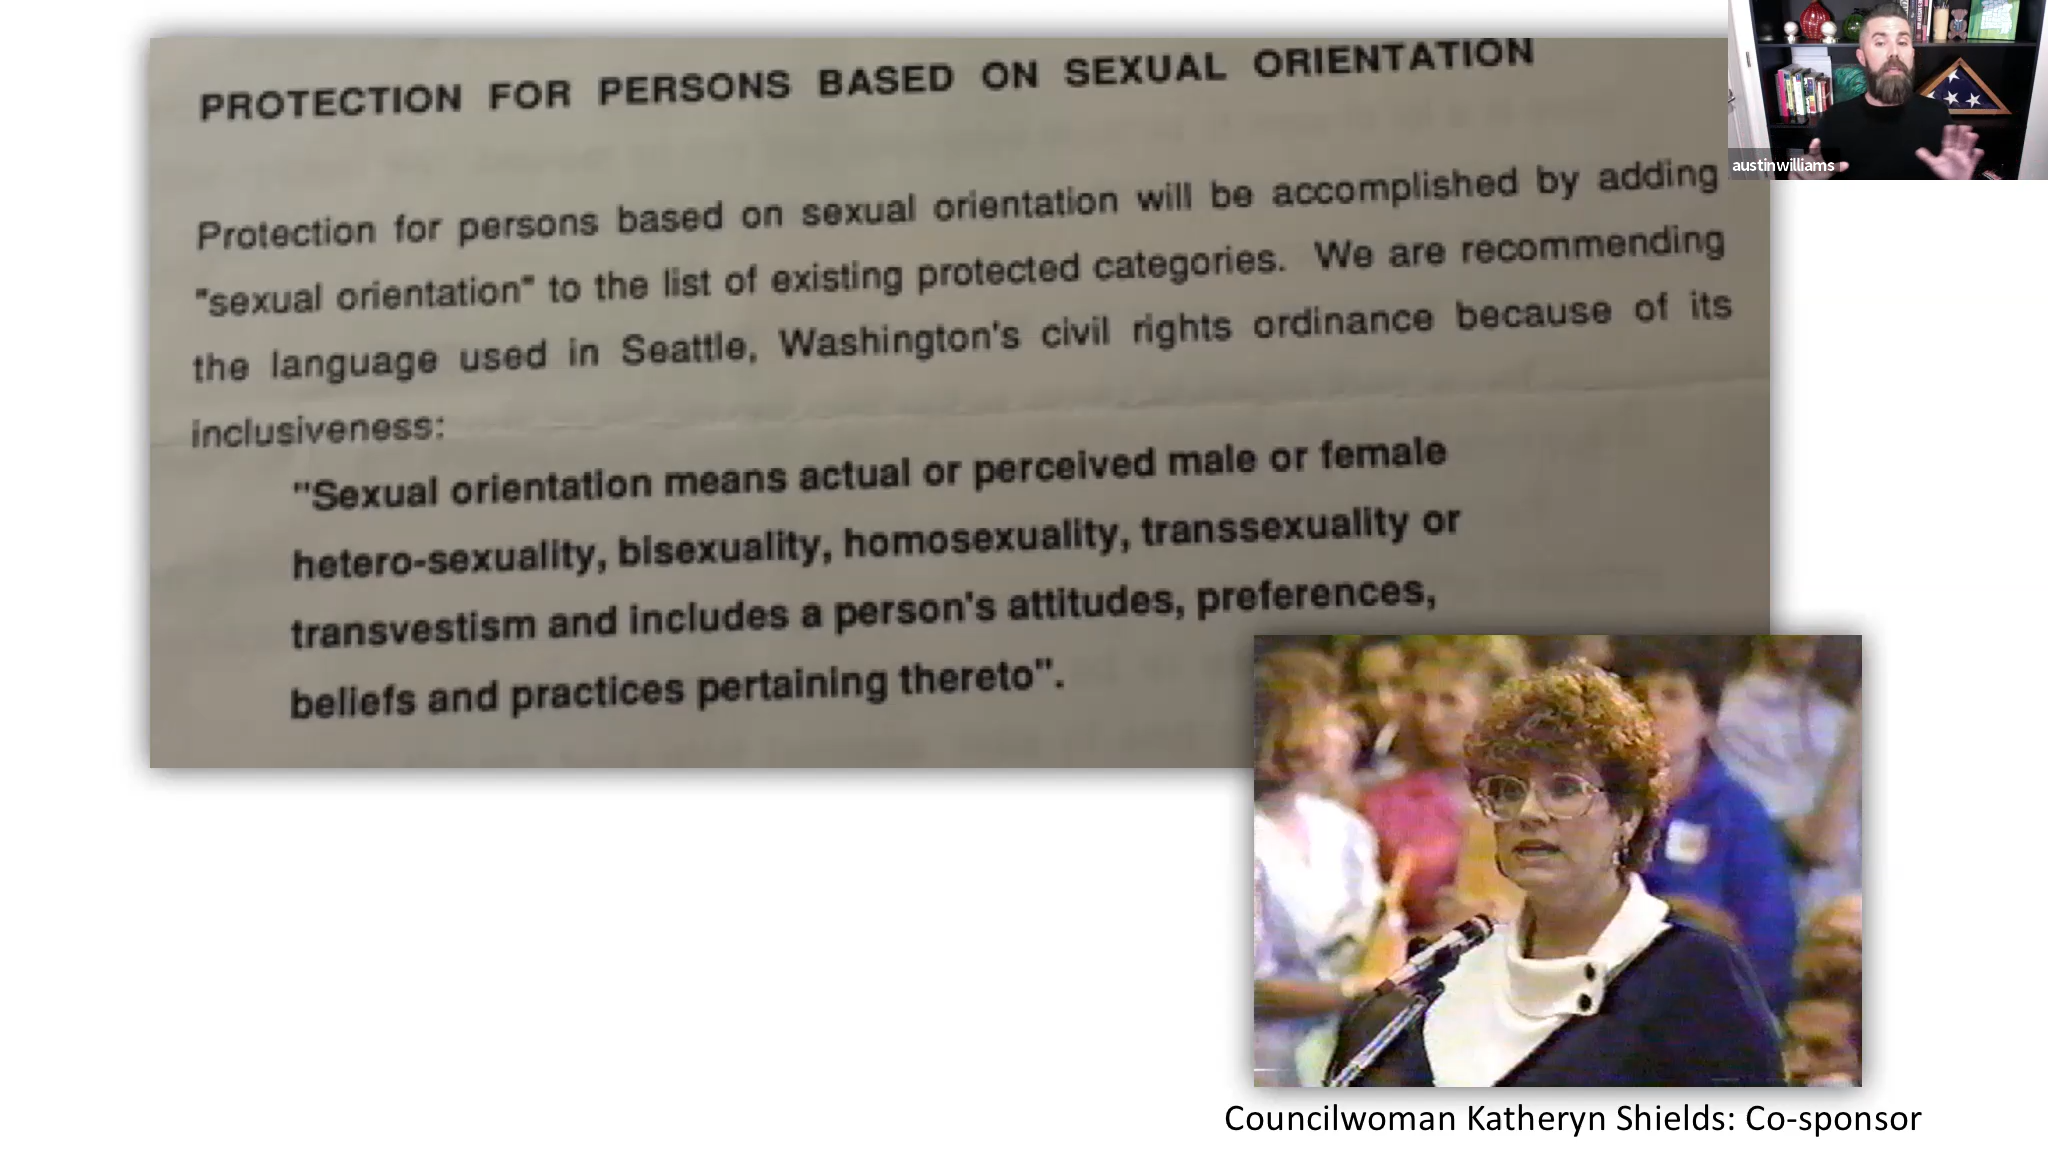 PROTECTION FOR PERSONS BASED ON SEXUAL ORIENTATION
Protection for persons based on sexual orientation will be accomplished by adding
"sexual orientation" to the list of existing protected categories. We are recommending
the language used in Seattle, Washington's civil rights ordinance because of its
inclusiveness:
"Sexual orientation means actual or perceived male or female
hetero-sexuality, bisexuality, homosexuality, transsexuality or
transvestism and includes a person's attitudes, preferences,
beliefs and practices pertaining thereto".
austinwilliams
Councilwoman Katheryn Shields: Co-sponsor